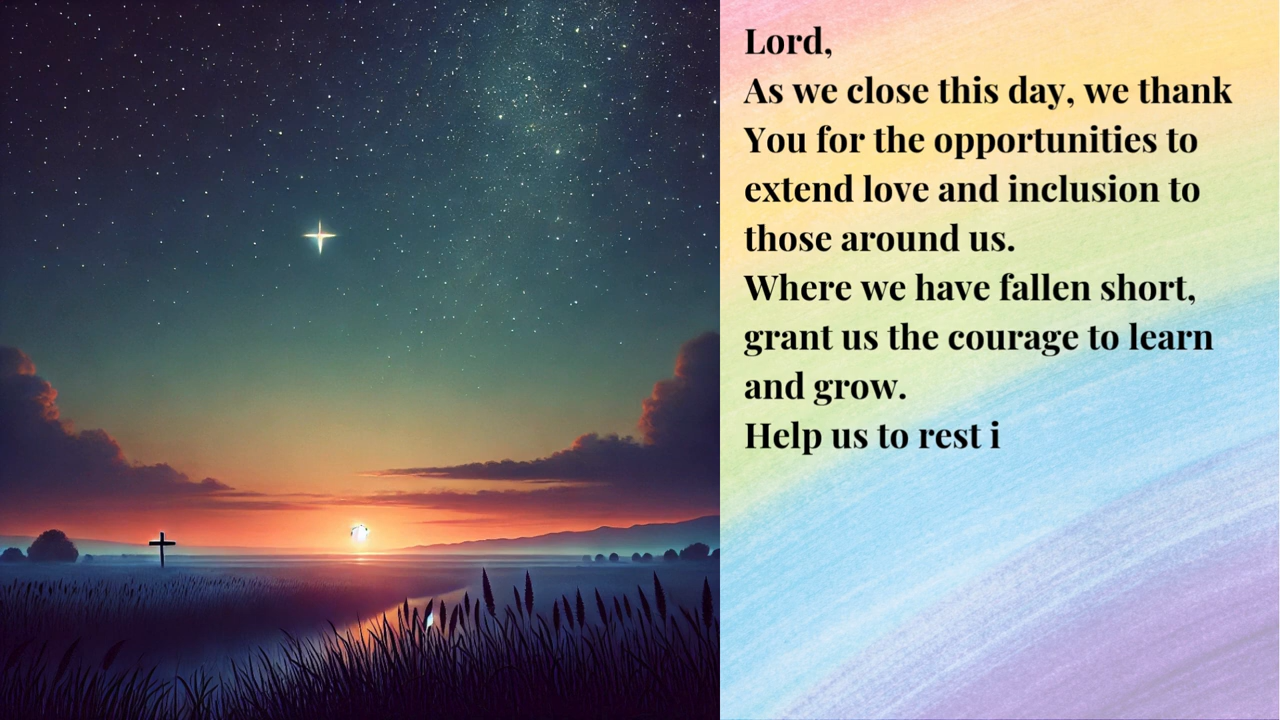 Lord,
As we close this day, we thank
You for the opportunities to
extend love and inclusion to
those around us.
Where we have fallen short,
grant us the courage to learn
and grow.
Help us to rest i